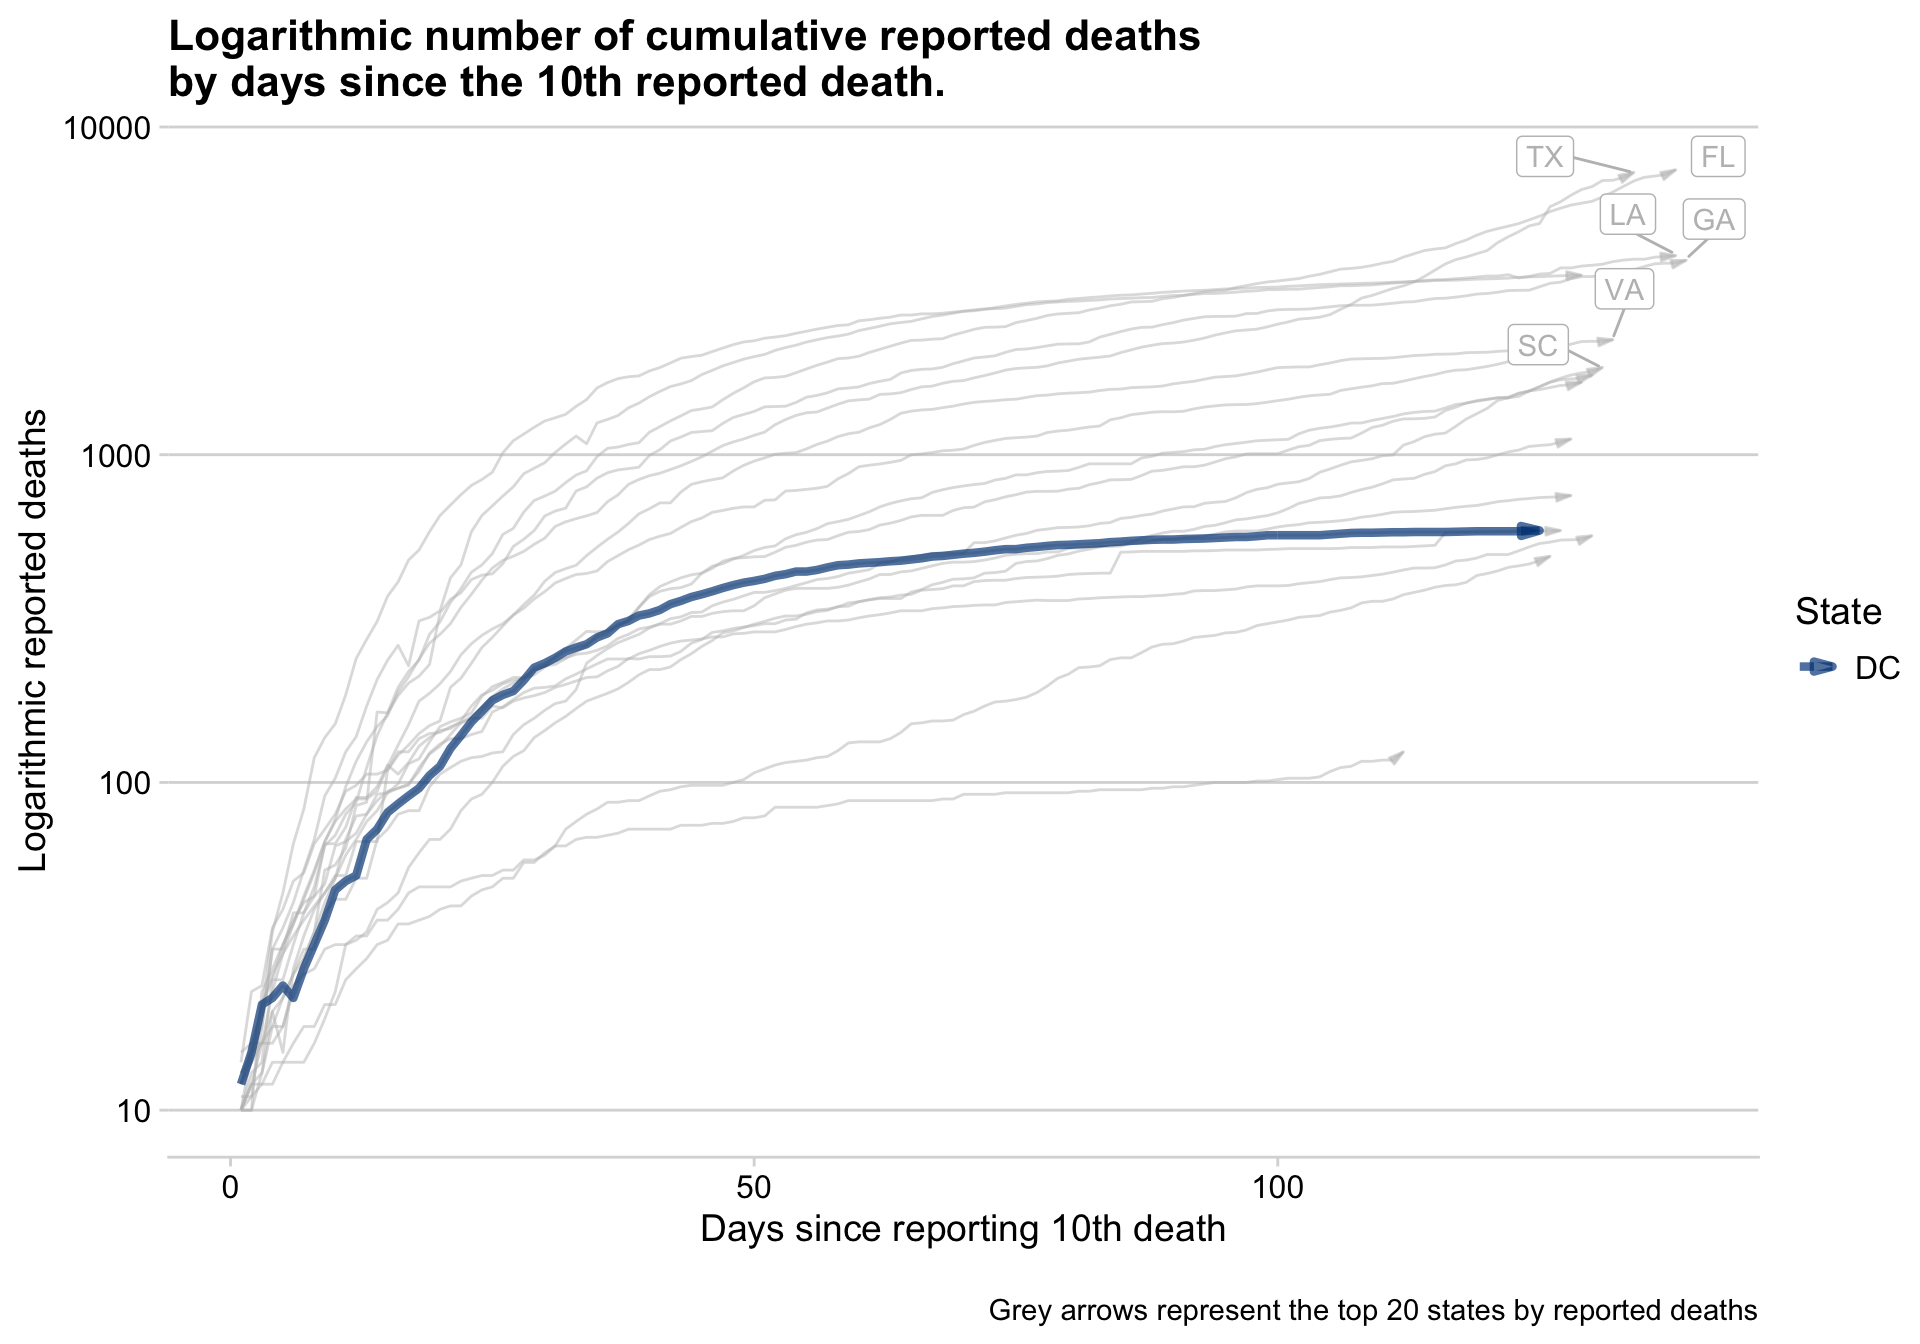 Logarithmic number of cumulative reported deaths
by days since the 10th reported death.
10000
1000
100
10
Logarithmic reported deaths
TX
FL
LA
GA
VA
SC
State
DC
0
50
100
Days since reporting 10th death
Grey arrows represent the top 20 states by reported deaths